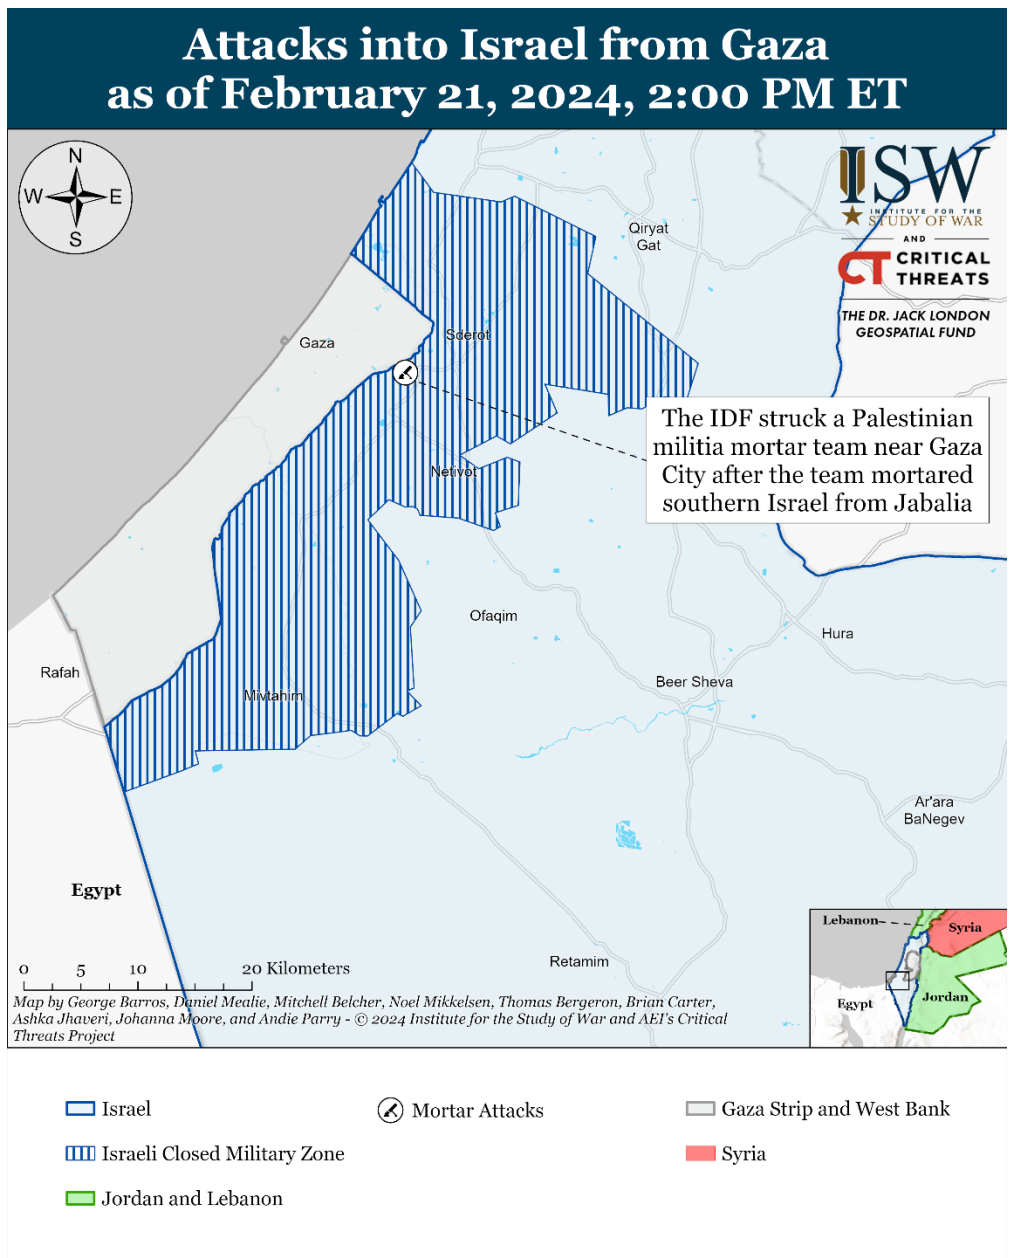 Attacks into Israel from Gaza
as of February 21, 2024, 2:00 PM ET
N
W
E
S
ISW
INSTITUTE FOR THE
STUDY OF WAR
AND
CT CRITICAL
THREATS
THE DR. JACK LONDON
GEOSPATIAL FUND
Qiryat
Gat
Gaza
Sderot
The IDF struck a Palestinian
militia mortar team near Gaza
City after the team mortared
southern Israel from Jabalia
Netivot
Ofaqim
Hura
Rafah
Beer Sheva
Mivtahim
Ar'ara
BaNegev
Egypt
Retamim
Lebanon
Syria
Egypt
Jordan
0 5 10 20 Kilometers
Map by George Barros, Daniel Mealie, Mitchell Belcher, Noel Mikkelsen, Thomas Bergeron, Brian Carter,
Ashka Jhaveri, Johanna Moore, and Andie Parry - © 2024 Institute for the Study of War and AEI's Critical
Threats Project
Israel
Mortar Attacks
Gaza Strip and West Bank
Israeli Closed Military Zone
Syria
Jordan and Lebanon